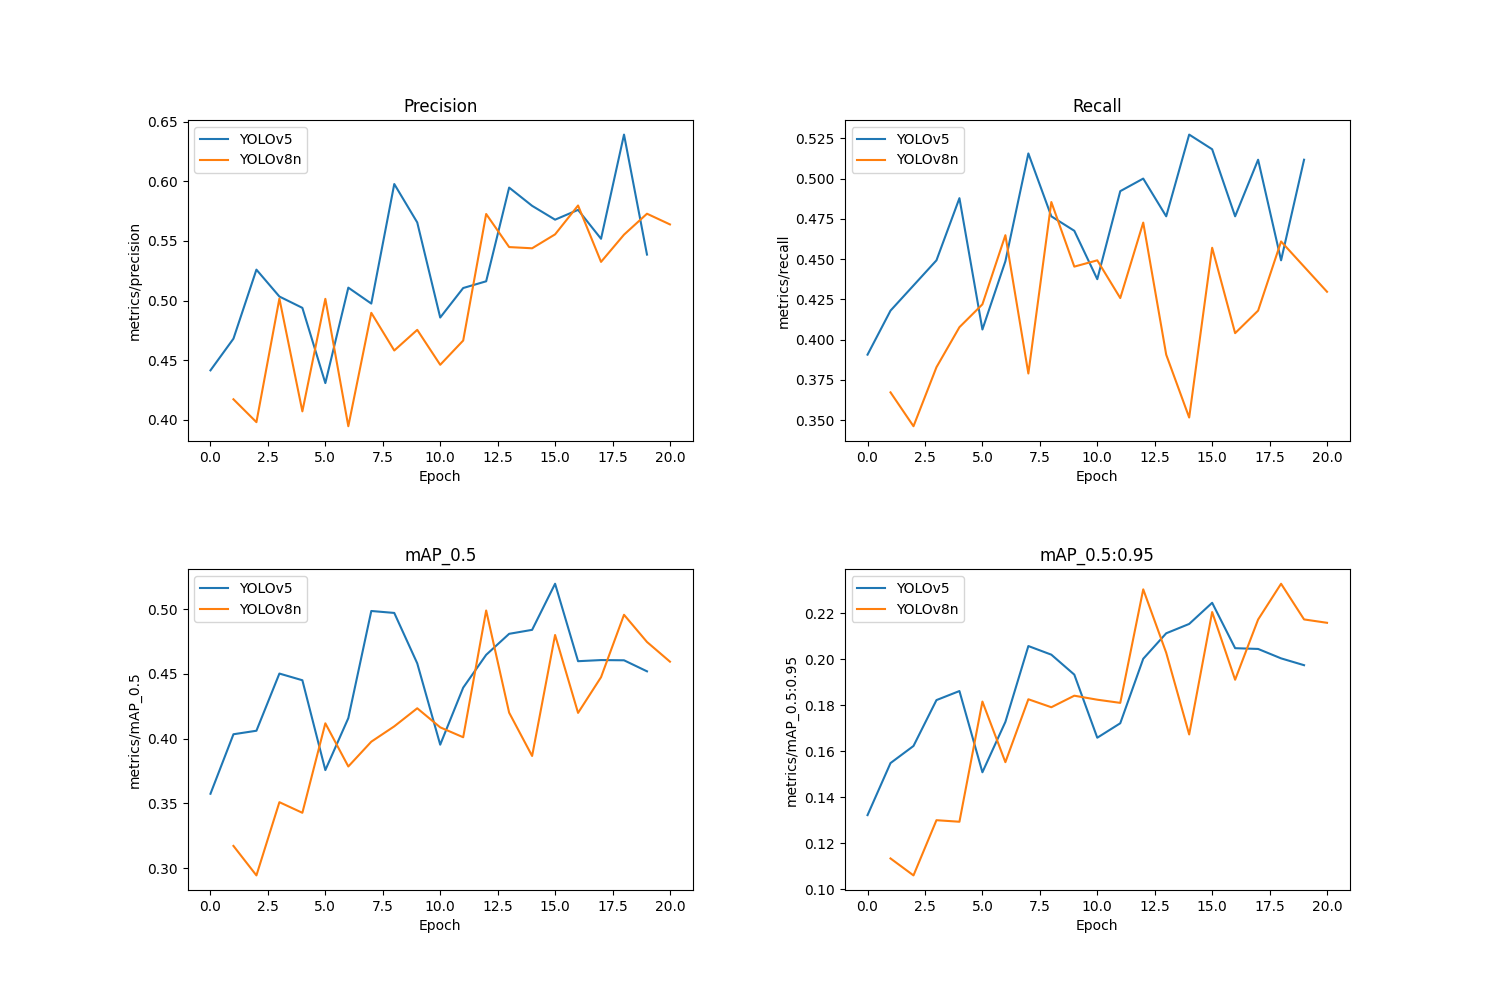 Precision
metrics/precision
0.65
0.60
0.55
0.50
0.45
0.40
YOLOv5
YOLOv8n
0.0 2.5 5.0 7.5 10.0 12.5 15.0 17.5 20.0
Epoch
Recall
metrics/recall
0.525
0.500
0.475
0.450
0.425
0.400
0.375
0.350
YOLOv5
YOLOv8n
0.0 2.5 5.0 7.5 10.0 12.5 15.0 17.5 20.0
Epoch
mAP_0.5
metrics/mAP_0.5
0.50
0.45
0.40
0.35
0.30
YOLOv5
YOLOv8n
0.0 2.5 5.0 7.5 10.0 12.5 15.0 17.5 20.0
Epoch
mAP_0.5:0.95
metrics/mAP_0.5:0.95
0.22
0.20
0.18
0.16
0.14
0.12
0.10
YOLOv5
YOLOv8n
0.0 2.5 5.0 7.5 10.0 12.5 15.0 17.5 20.0
Epoch